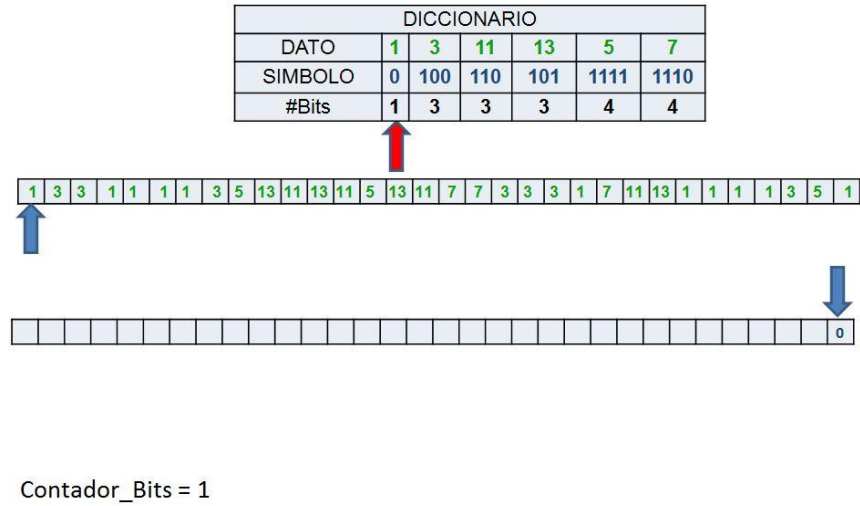 DICCIONARIO
DATO 1 3 11 13 5 7
SIMBOLO 0 100 110 101 1111 1110
#Bits 1 3 3 3 4 4
1 3 3 1 1 1 1 3 5 13 11 13 11 5 13 11 7 7 3 3 3 1 7 11 13 1 1 1 1 3 5 1
0
Contador_Bits = 1